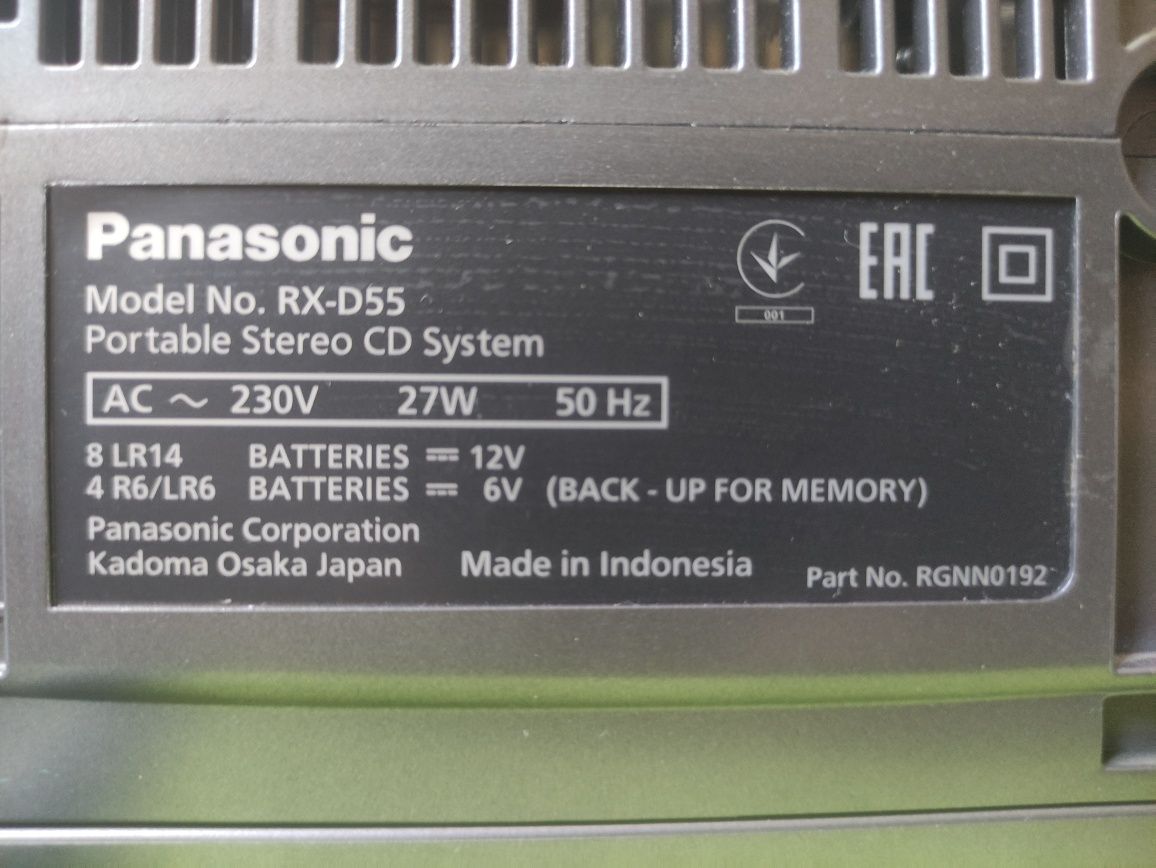 Panasonic
Model No. RX-D55
Portable Stereo CD System
001
EAC
AC ~ 230V 27W 50 Hz
8 LR14 BATTERIES ⎓ 12V
4 R6/LR6 BATTERIES ⎓ 6V (BACK - UP FOR MEMORY)
Panasonic Corporation
Kadoma Osaka Japan Made in Indonesia Part No. RGNN0192